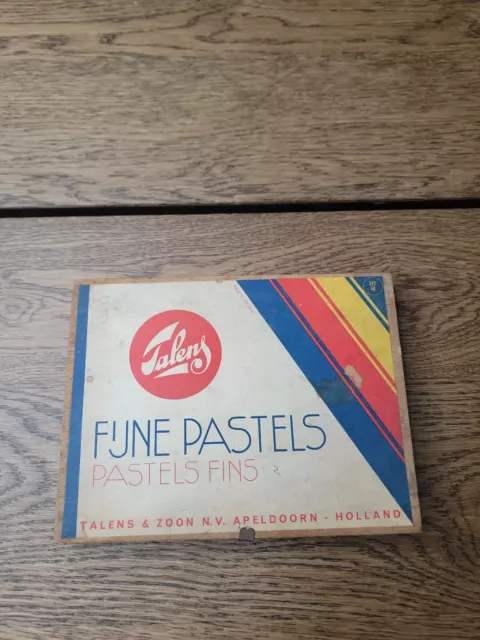 Talens
FIJNE PASTELS
PASTELS FINS
TALENS & ZOON N.V. APELDOORN - HOLLAND